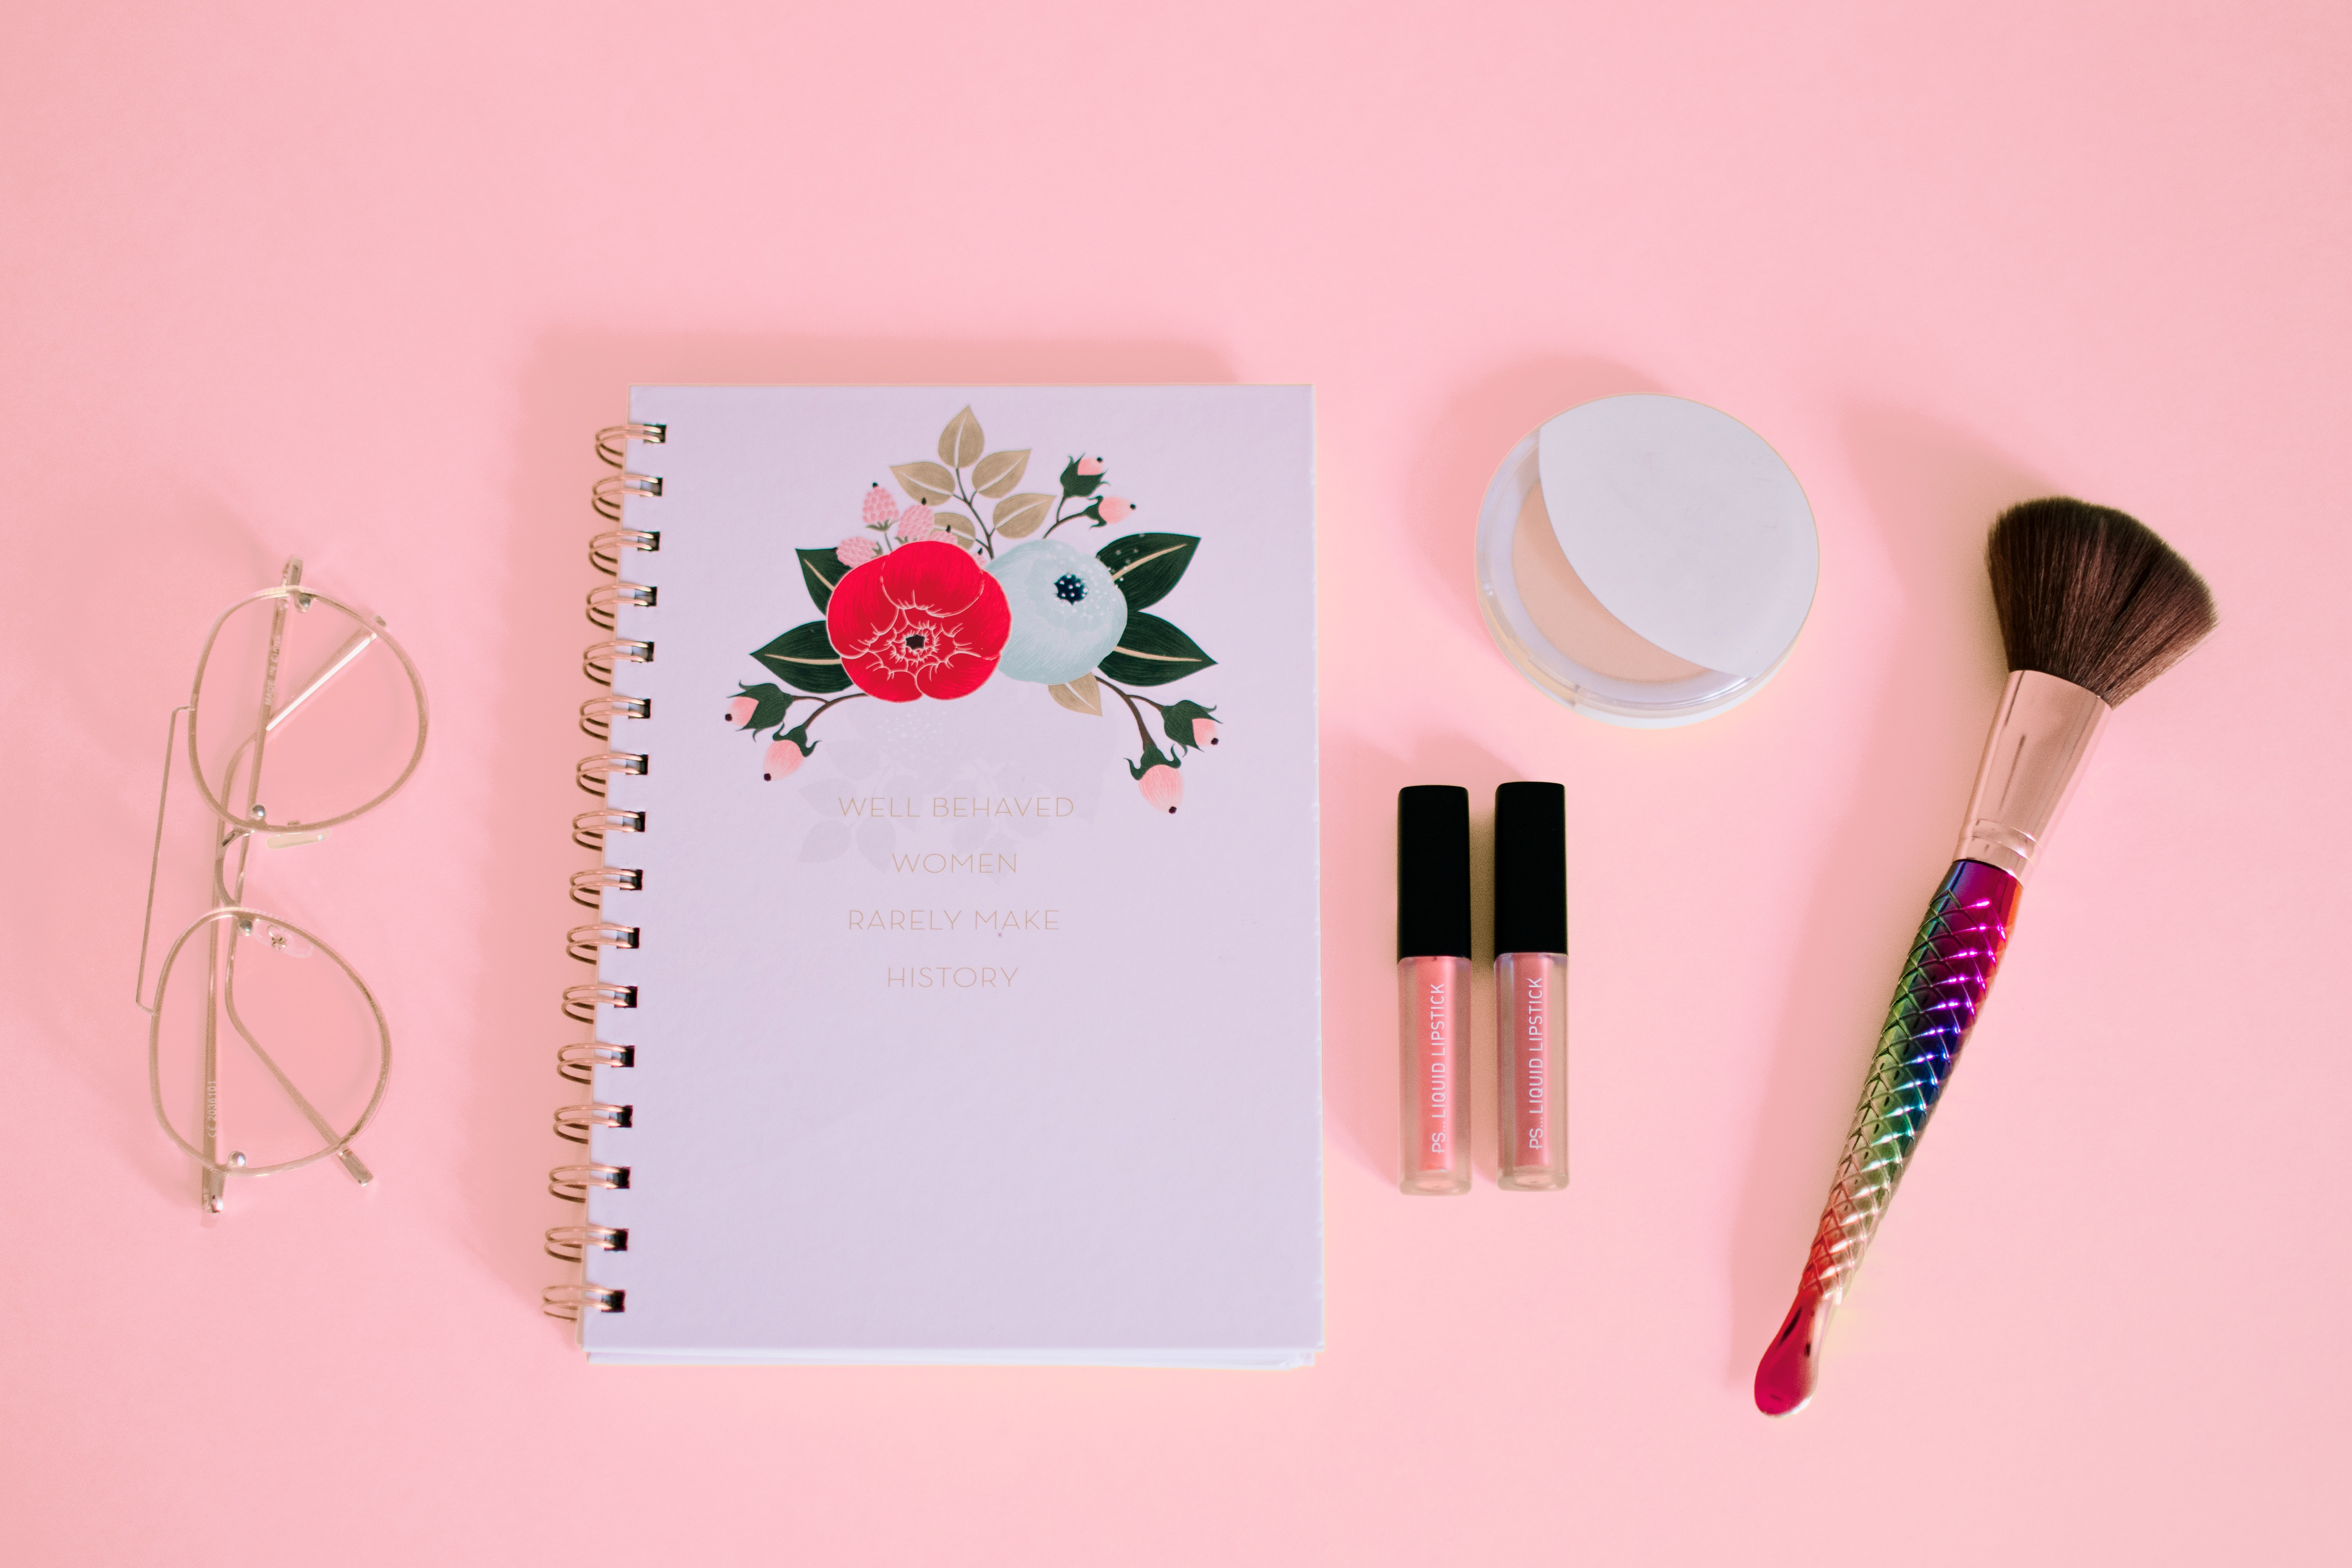 WELL BEHAVED
WOMEN
RARELY MAKE
HISTORY
PS... LIQUID LIPSTICK
PS... LIQUID LIPSTICK